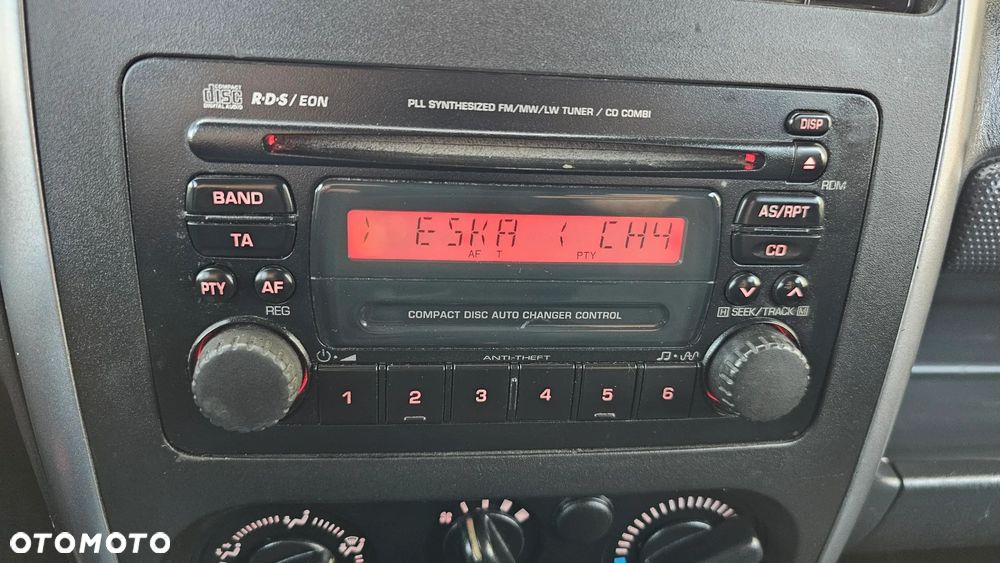 COMPACT disc DIGITAL AUDIO R·D·S/EON PLL SYNTHESIZED FM/MW/LW TUNER / CD COMBI
DISP
RDM
BAND AS/RPT
ESKA CH4
AF T PTY
TA CD
PTY AF
REG H SEEK/TRACK M
COMPACT DISC AUTO CHANGER CONTROL
ANTI-THEFT
1 2 3 4 5 6
OTOMOTO